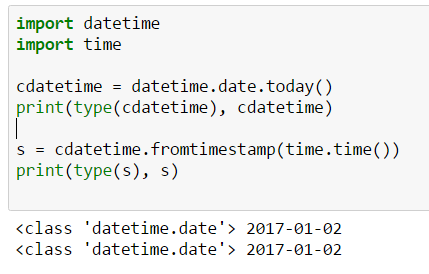 import datetime
import time
cdatetime = datetime.date.today()
print(type(cdatetime), cdatetime)
s = cdatetime.fromtimestamp(time.time())
print(type(s), s)
<class 'datetime.date'> 2017-01-02
<class 'datetime.date'> 2017-01-02